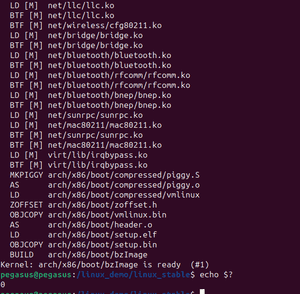 LD [M] net/llc/llc.ko
BTF [M] net/llc/llc.ko
BTF [M] net/wireless/cfg80211.ko
LD [M] net/bridge/bridge.ko
BTF [M] net/bridge/bridge.ko
LD [M] net/bluetooth/bluetooth.ko
BTF [M] net/bluetooth/bluetooth.ko
LD [M] net/bluetooth/rfcomm/rfcomm.ko
BTF [M] net/bluetooth/rfcomm/rfcomm.ko
LD [M] net/bluetooth/bnep/bnep.ko
BTF [M] net/bluetooth/bnep/bnep.ko
LD [M] net/sunrpc/sunrpc.ko
BTF [M] net/sunrpc/sunrpc.ko
LD [M] net/mac80211/mac80211.ko
BTF [M] net/mac80211/mac80211.ko
LD [M] virt/lib/irqbypass.ko
BTF [M] virt/lib/irqbypass.ko
MKPIGGY arch/x86/boot/compressed/piggy.S
AS arch/x86/boot/compressed/piggy.o
LD arch/x86/boot/compressed/vmlinux
ZOFFSET arch/x86/boot/zoffset.h
OBJCOPY arch/x86/boot/vmlinux.bin
AS arch/x86/boot/header.o
LD arch/x86/boot/setup.elf
OBJCOPY arch/x86/boot/setup.bin
BUILD arch/x86/boot/bzImage
Kernel: arch/x86/boot/bzImage is ready (#1)
pegasus@pegasus:/linux_demo/linux_stable$ echo $?
0